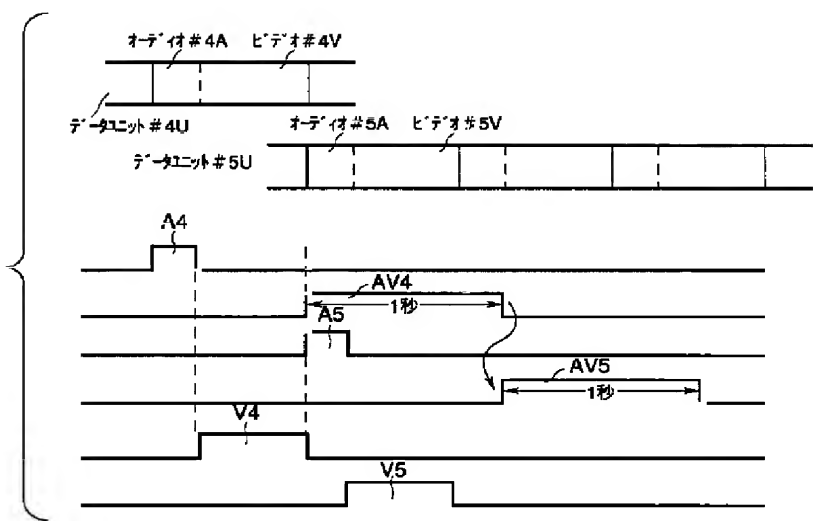 オーディオ#4A ビデオ#4V
データユニット#4U
オーディオ#5A ビデオ#5V
データユニット#5U
A4
AV4
1秒
A5
AV5
1秒
V4
V5